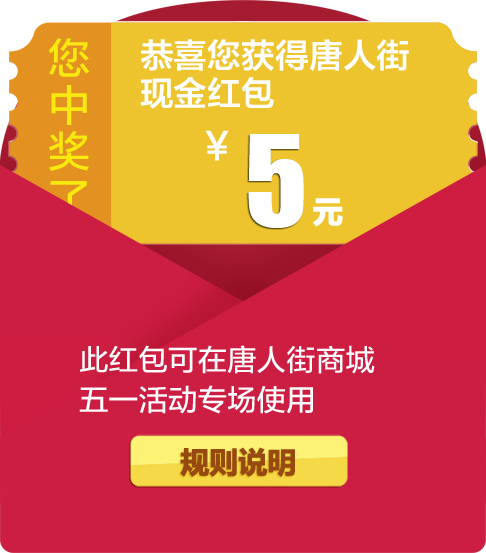 您中奖了
恭喜您获得唐人街
现金红包
¥5元
此红包可在唐人街商城
五一活动专场使用
规则说明